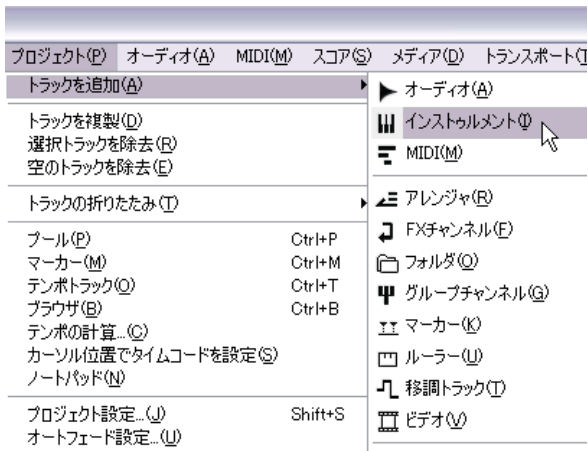 プロジェクト(P) オーディオ(A) MIDI(M) スコア(S) メディア(D) トランスポート(T
トラックを追加(A)
トラックを複製(D)
選択トラックを除去(R)
空のトラックを除去(E)
トラックの折りたたみ(T)
プール(P) Ctrl+P
マーカー(M) Ctrl+M
テンポトラック(O) Ctrl+T
ブラウザ(B) Ctrl+B
テンポの計算...(C)
カーソル位置でタイムコードを設定(S)
ノートパッド(N)
プロジェクト設定...(J) Shift+S
オートフェード設定...(U)
オーディオ(A)
インストゥルメント(I)
MIDI(M)
アレンジャ(R)
FXチャンネル(F)
フォルダ(O)
グループチャンネル(G)
マーカー(K)
ルーラー(U)
移調トラック(T)
ビデオ(V)